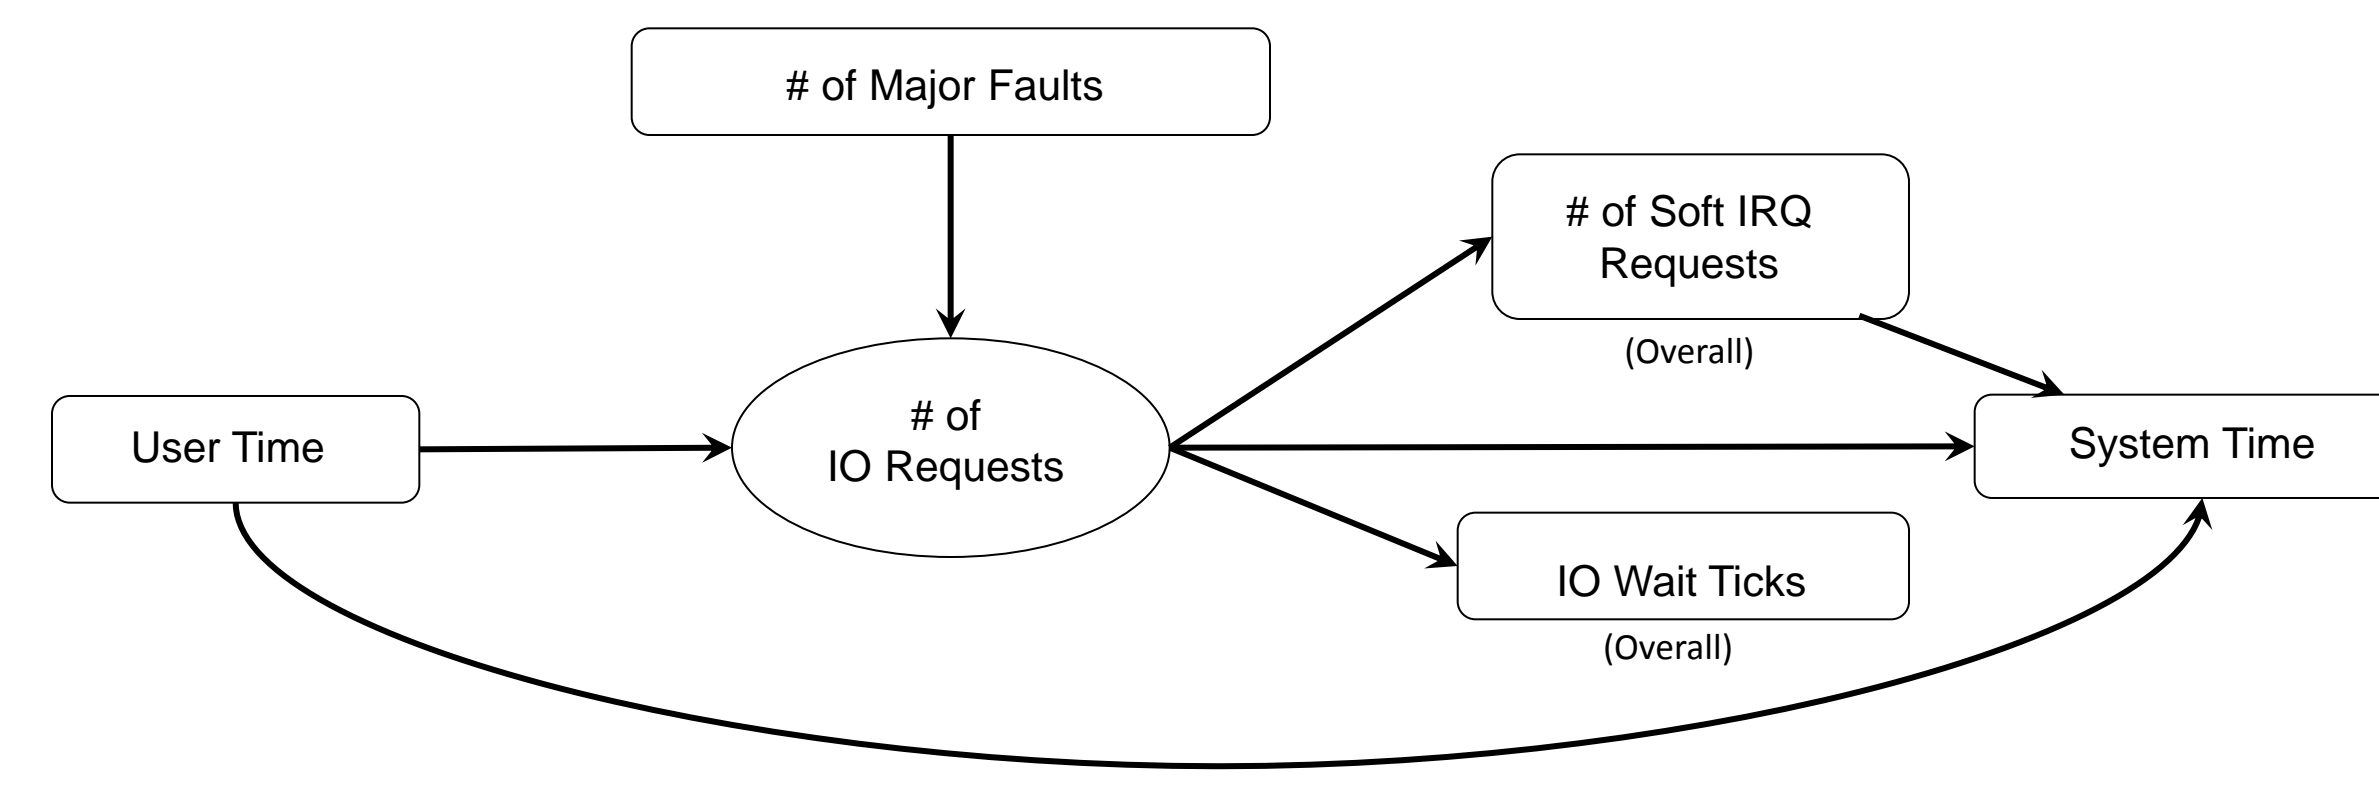 # of Major Faults
# of Soft IRQ
Requests
(Overall)
User Time
# of
IO Requests
System Time
IO Wait Ticks
(Overall)